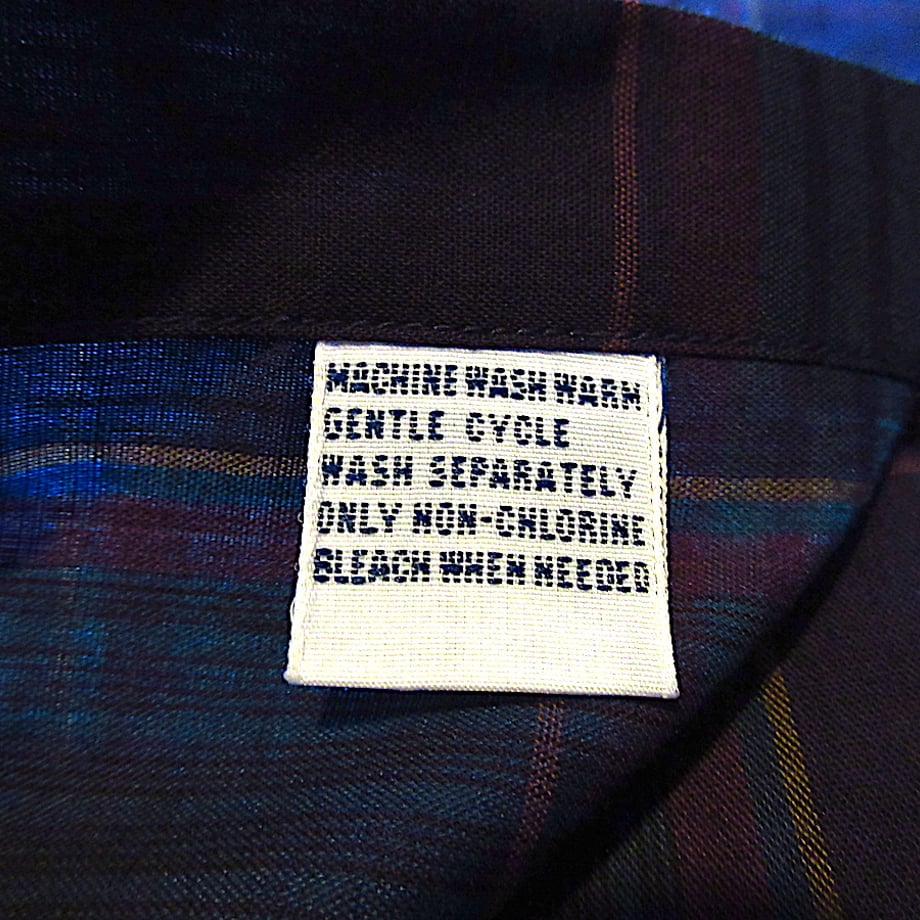 MACHINE WASH WARM
GENTLE CYCLE
WASH SEPARATELY
ONLY NON-CHLORINE
BLEACH WHEN NEEDED